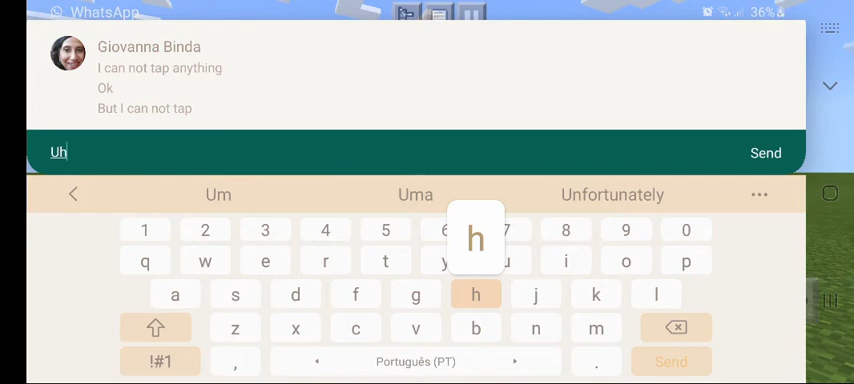 WhatsApp 36%
Giovanna Binda
I can not tap anything
Ok
But I can not tap
Uh Send
Um Uma Unfortunately
1 2 3 4 5 6 7 8 9 0
q w e r t y u i o p
h
a s d f g h j k l
z x c v b n m
!#1 , Português (PT) . Send